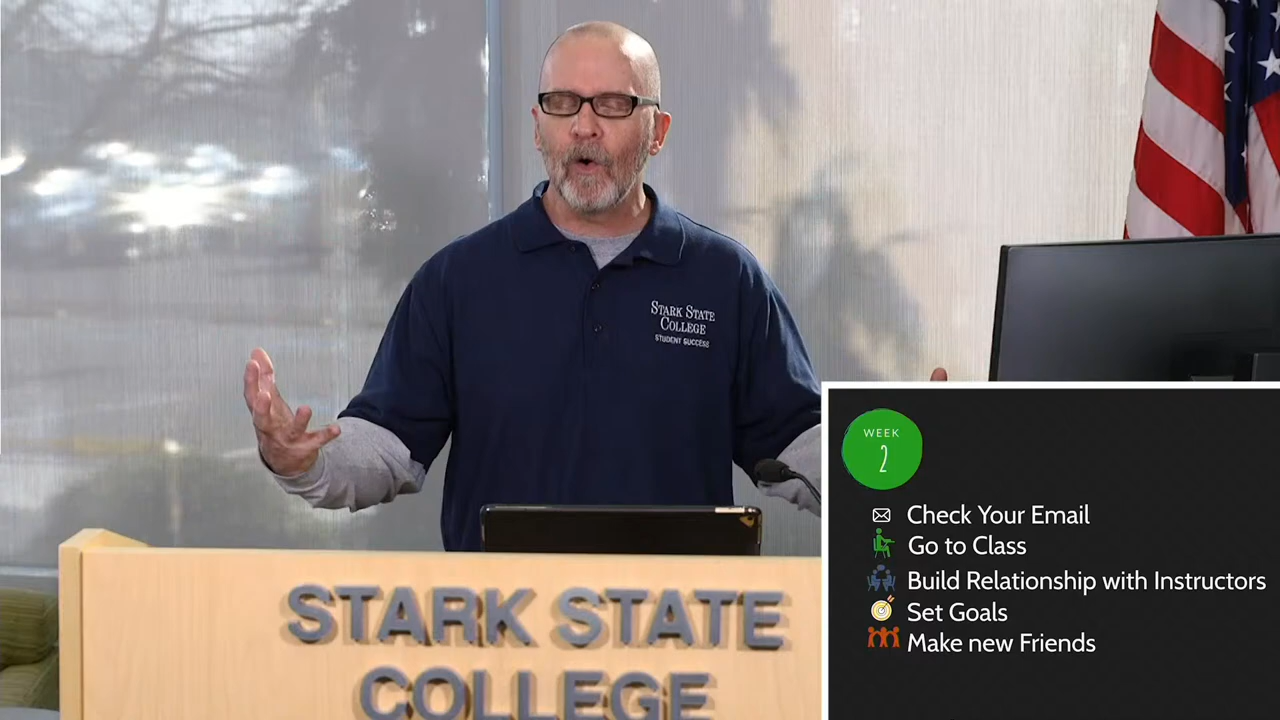 STARK STATE
COLLEGE
STUDENT SUCCESS
STARK STATE
COLLEGE
WEEK
2
Check Your Email
Go to Class
Build Relationship with Instructors
Set Goals
Make new Friends